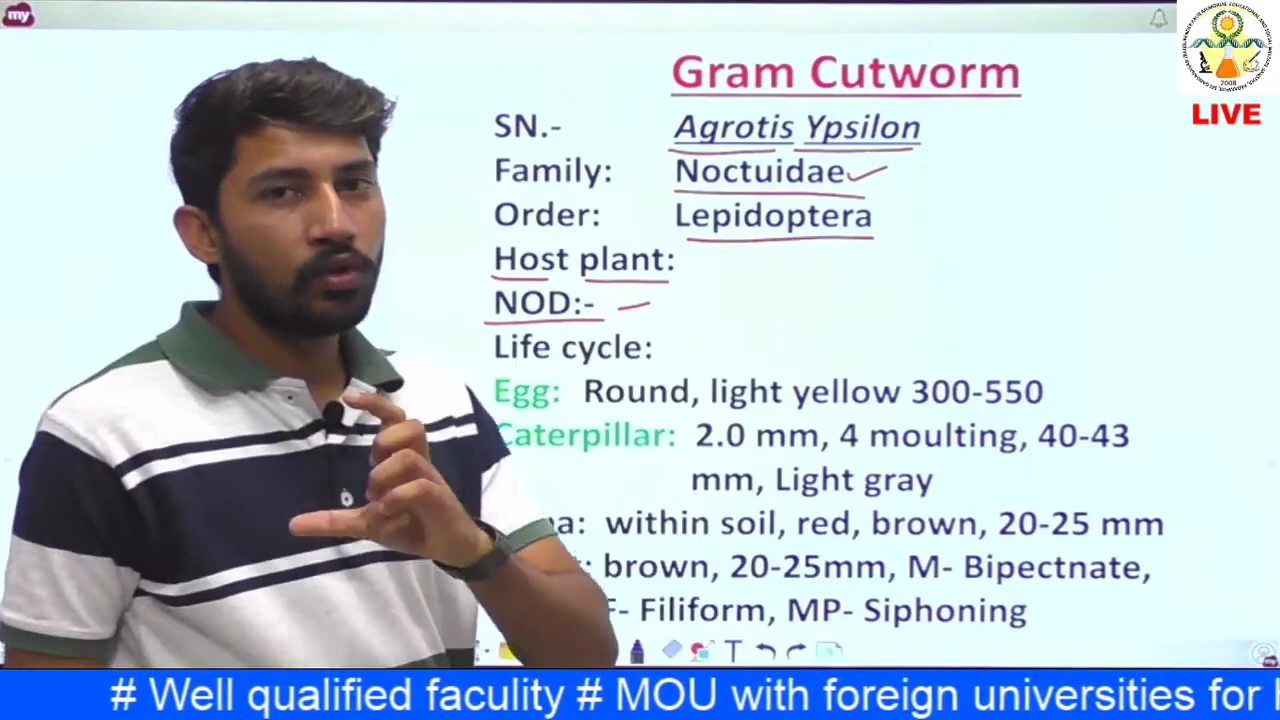 my
Gram Cutworm
SN.- Agrotis Ypsilon
Family: Noctuidae
Order: Lepidoptera
Host plant:
NOD:-
Life cycle:
Egg: Round, light yellow 300-550
Caterpillar: 2.0 mm, 4 moulting, 40-43
mm, Light gray
within soil, red, brown, 20-25 mm
brown, 20-25mm, M- Bipectnate,
F- Filiform, MP- Siphoning
2008
LIVE
# Well qualified faculity # MOU with foreign universities for